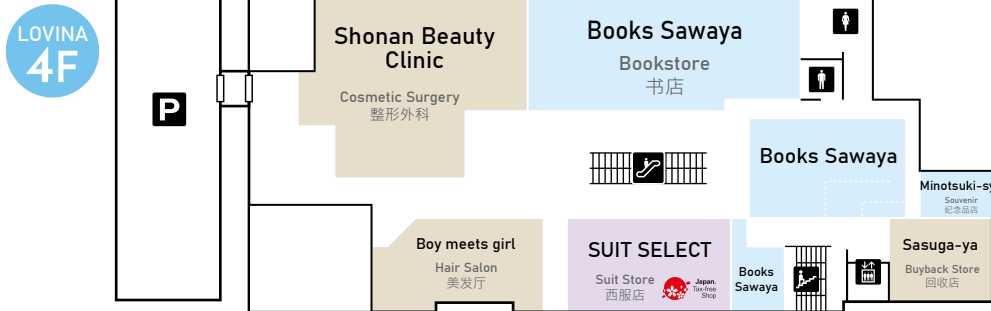 LOVINA
4F
P
Shonan Beauty
Clinic
Cosmetic Surgery
整形外科
Books Sawaya
Bookstore
书店
Books Sawaya
Minotsuki-sy
Souvenir
纪念品店
Boy meets girl
Hair Salon
美发厅
SUIT SELECT
Suit Store
西服店
Japan.
Tax-free
Shop
Books
Sawaya
Sasuga-ya
Buyback Store
回收店